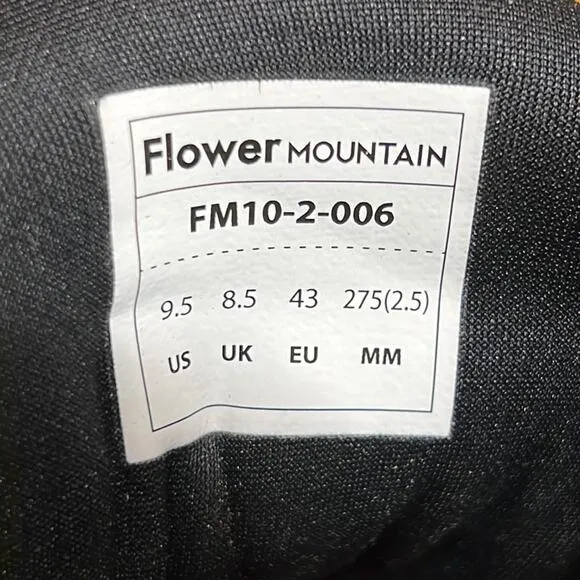 Flower MOUNTAIN
FM10-2-006
9.5 8.5 43 275(2.5)
US UK EU MM